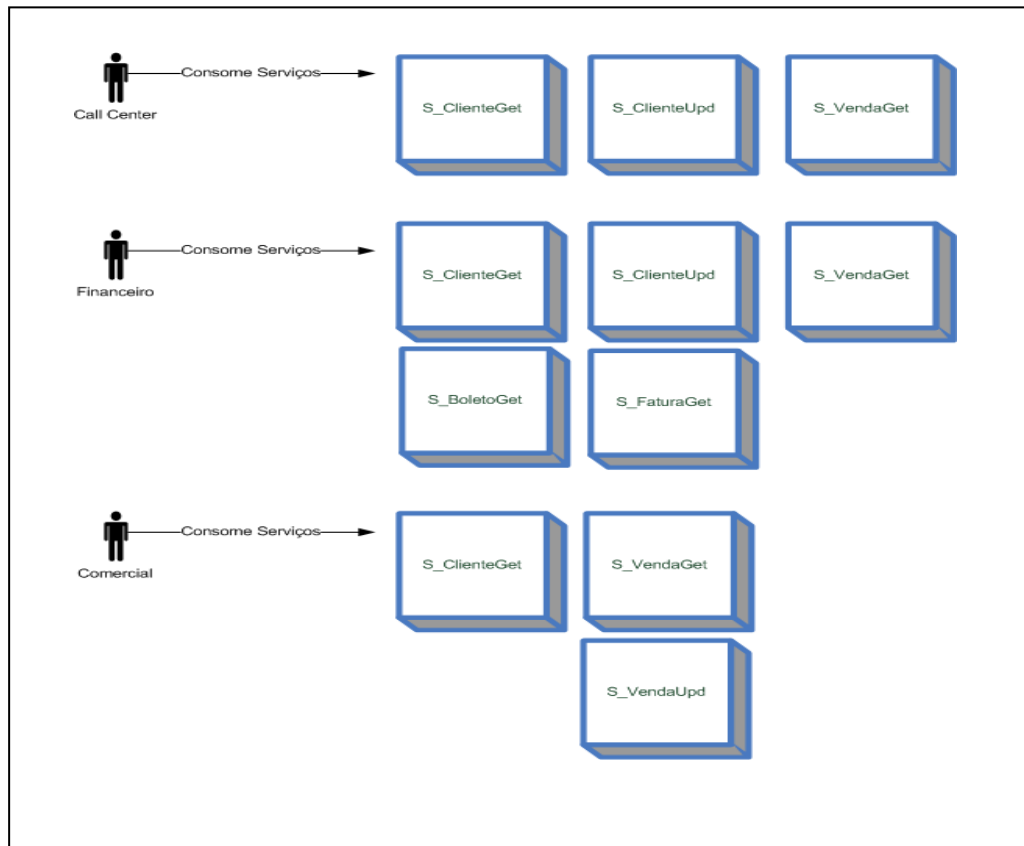 Consome Serviços
Call Center
S_ClienteGet
S_ClienteUpd
S_VendaGet
Consome Serviços
Financeiro
S_ClienteGet
S_ClienteUpd
S_VendaGet
S_BoletoGet
S_FaturaGet
Consome Serviços
Comercial
S_ClienteGet
S_VendaGet
S_VendaUpd